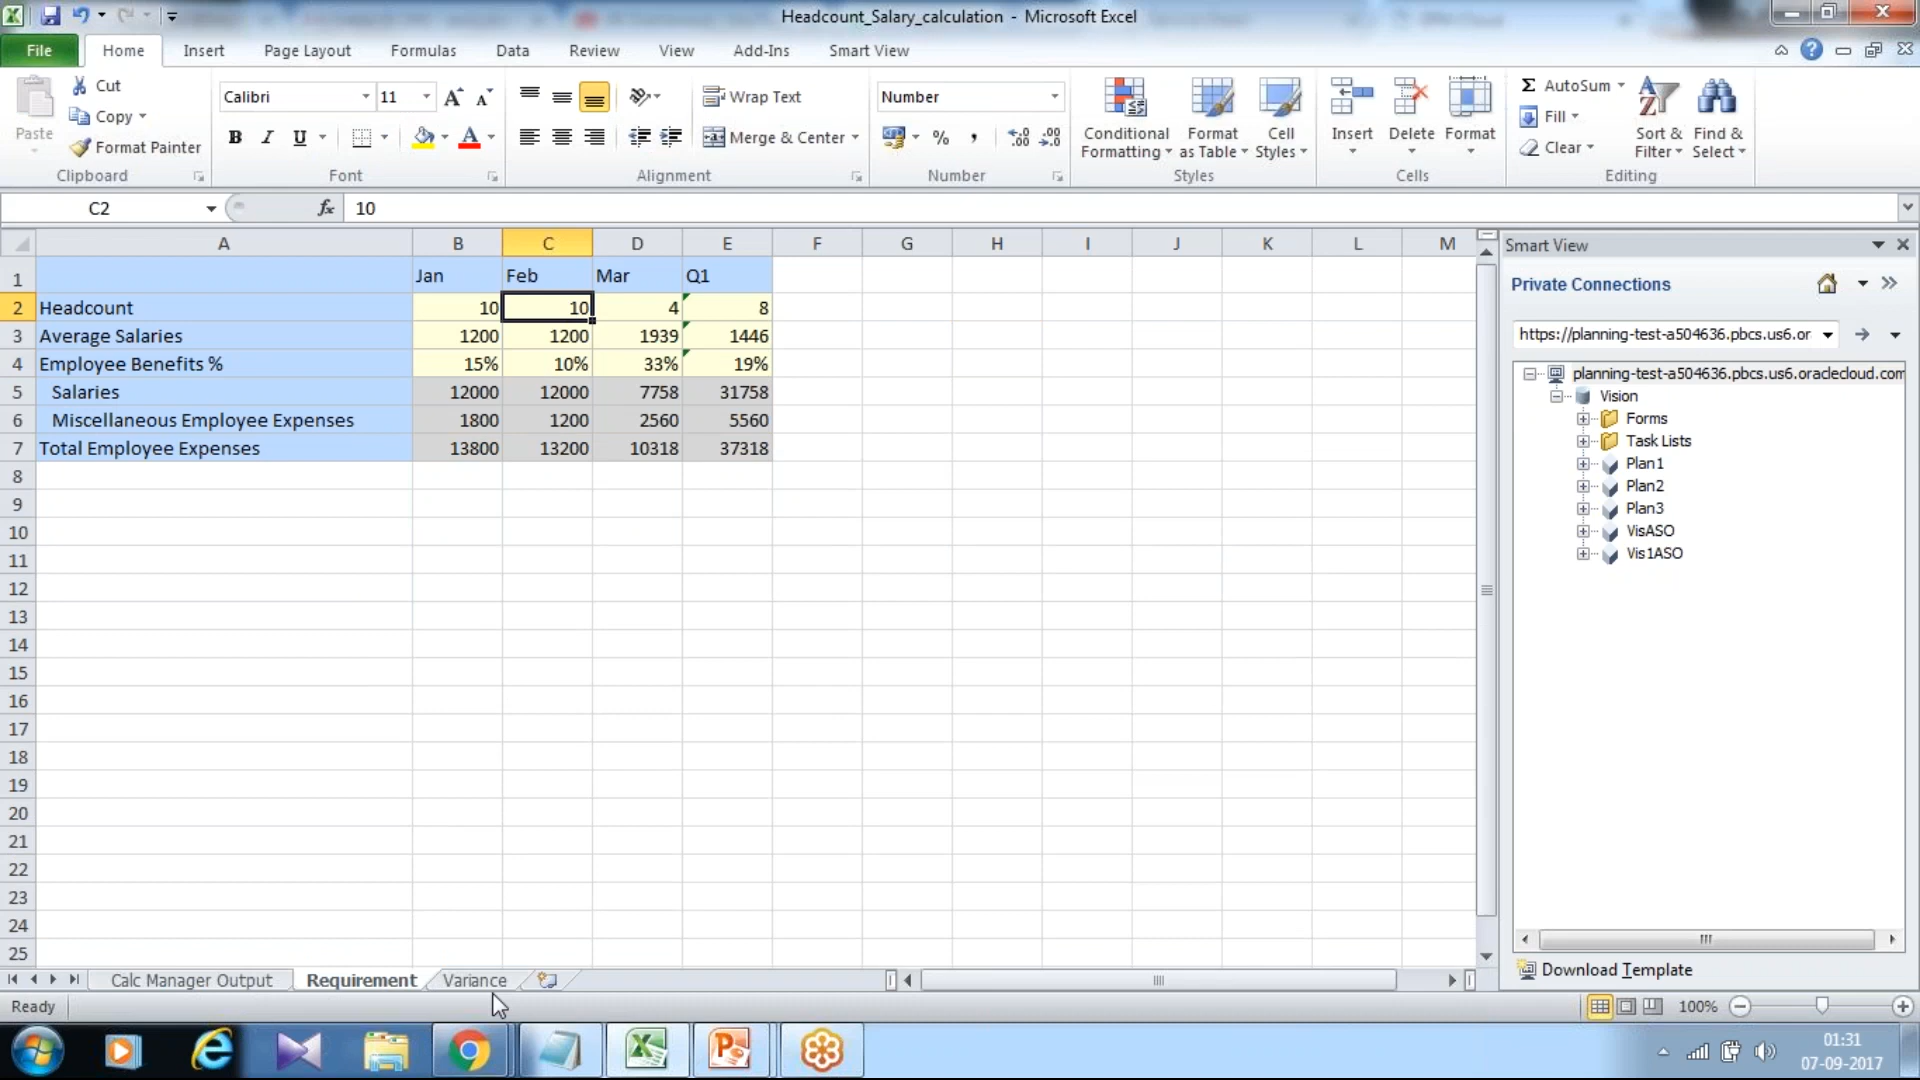 Headcount_Salary_calculation - Microsoft Excel
File Home Insert Page Layout Formulas Data Review View Add-Ins Smart View
Paste
Cut
Copy
Format Painter
Clipboard
Calibri 11
B I U
Font
Wrap Text
Merge & Center
Alignment
Number
%
Number
Conditional Formatting
Format as Table
Cell Styles
Styles
Insert Delete Format
Cells
AutoSum
Fill
Clear
Sort & Filter
Find & Select
Editing
C2 fx 10
A B C D E F G H I J K L M
1 Jan Feb Mar Q1
2 Headcount 10 10 4 8
3 Average Salaries 1200 1200 1939 1446
4 Employee Benefits % 15% 10% 33% 19%
5 Salaries 12000 12000 7758 31758
6 Miscellaneous Employee Expenses 1800 1200 2560 5560
7 Total Employee Expenses 13800 13200 10318 37318
8
9
10
11
12
13
14
15
16
17
18
19
20
21
22
23
24
25
Smart View
Private Connections
https://planning-test-a504636.pbcs.us6.or
planning-test-a504636.pbcs.us6.oraclecloud.com
Vision
Forms
Task Lists
Plan1
Plan2
Plan3
VisASO
Vis1ASO
Download Template
Calc Manager Output Requirement Variance
Ready
100%
01:31
07-09-2017